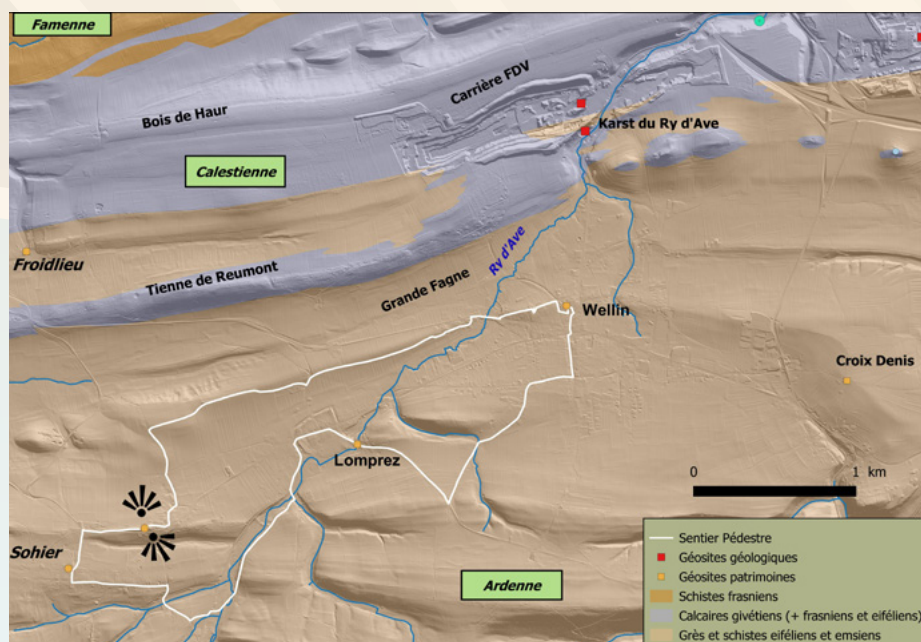 Famenne
Carrière FDV
Bois de Haur
Karst du Ry d'Ave
Calestienne
Froidlieu
Ry d'Ave
Tienne de Reumont
Grande Fagne
Wellin
Croix Denis
Lomprez
0 1 km
Sohier
Ardenne
Sentier Pédestre
Géosites géologiques
Géosites patrimoines
Schistes frasniens
Calcaires givétiens (+ frasniens et eiféliens)
Grès et schistes eiféliens et emsiens